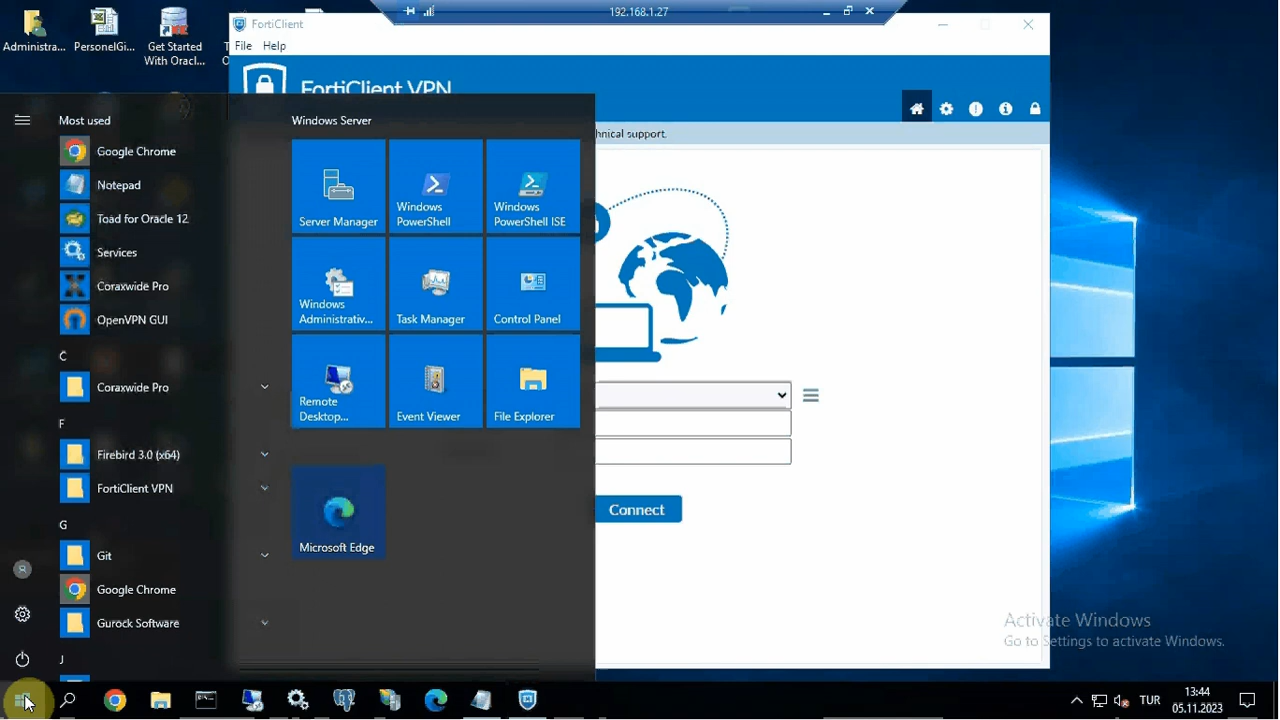 192.168.1.27
Administra...
PersonelGi...
Get Started
With Oracl...
FortiClient
File Help
FortiClient VPN
hnical support.
Most used
Google Chrome
Notepad
Toad for Oracle 12
Services
Coraxwide Pro
OpenVPN GUI
C
Coraxwide Pro
F
Firebird 3.0 (x64)
FortiClient VPN
G
Git
Google Chrome
Gurock Software
J
Windows Server
Server Manager
Windows
PowerShell
Windows
PowerShell ISE
Windows
Administrativ...
Task Manager
Control Panel
Remote
Desktop...
Event Viewer
File Explorer
Microsoft Edge
Connect
Activate Windows
Go to Settings to activate Windows.
TUR
13:44
05.11.2023